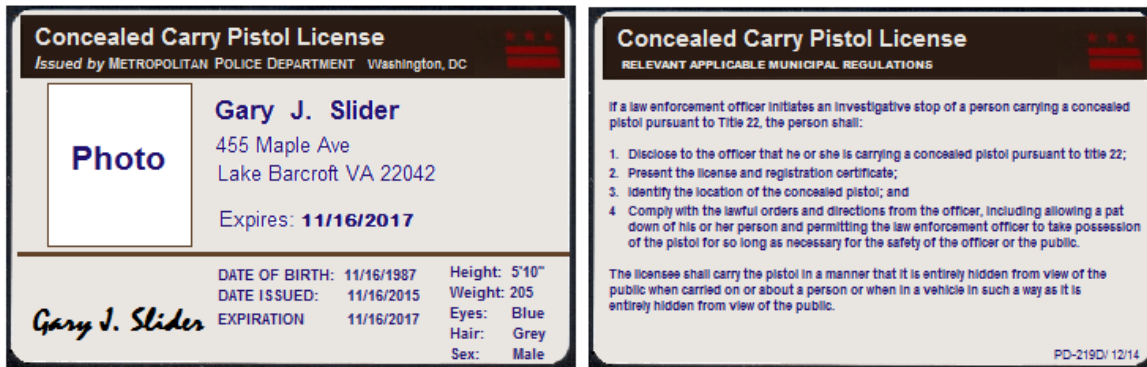 Concealed Carry Pistol License
Issued by METROPOLITAN POLICE DEPARTMENT Washington, DC
Photo
Gary J. Slider
455 Maple Ave
Lake Barcroft VA 22042
Expires: 11/16/2017
Gary J. Slider
DATE OF BIRTH: 11/16/1987
DATE ISSUED: 11/16/2015
EXPIRATION 11/16/2017
Height: 5'10"
Weight: 205
Eyes: Blue
Hair: Grey
Sex: Male
Concealed Carry Pistol License
RELEVANT APPLICABLE MUNICIPAL REGULATIONS
If a law enforcement officer initiates an investigative stop of a person carrying a concealed
pistol pursuant to Title 22, the person shall:
1. Disclose to the officer that he or she is carrying a concealed pistol pursuant to title 22;
2. Present the license and registration certificate;
3. Identify the location of the concealed pistol; and
4 Comply with the lawful orders and directions from the officer, including allowing a pat
down of his or her person and permitting the law enforcement officer to take possession
of the pistol for so long as necessary for the safety of the officer or the public.
The licensee shall carry the pistol in a manner that it is entirely hidden from view of the
public when carried on or about a person or when in a vehicle in such a way as it is
entirely hidden from view of the public.
PD-219D/ 12/14